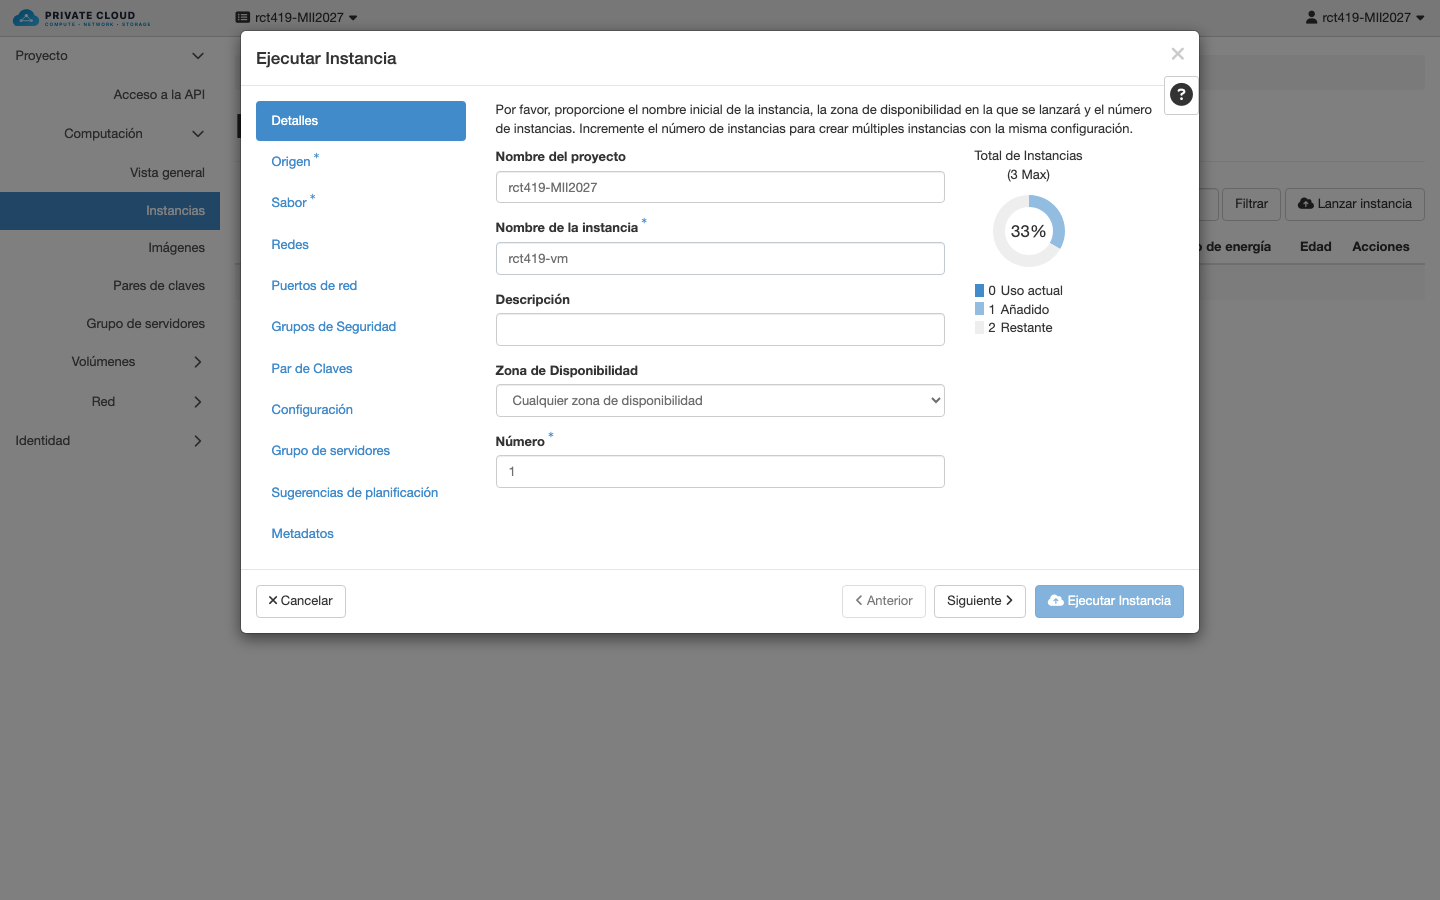 PRIVATE CLOUD
COMPUTE • NETWORK • STORAGE
rct419-MII2027
rct419-MII2027
Proyecto
Acceso a la API
Computación
Vista general
Instancias
Imágenes
Pares de claves
Grupo de servidores
Volúmenes
Red
Identidad
Filtrar
Lanzar instancia
o de energía
Edad
Acciones
Ejecutar Instancia
×
?
Detalles
Origen *
Sabor *
Redes
Puertos de red
Grupos de Seguridad
Par de Claves
Configuración
Grupo de servidores
Sugerencias de planificación
Metadatos
Por favor, proporcione el nombre inicial de la instancia, la zona de disponibilidad en la que se lanzará y el número
de instancias. Incremente el número de instancias para crear múltiples instancias con la misma configuración.
Nombre del proyecto
rct419-MII2027
Nombre de la instancia *
rct419-vm
Descripción
Zona de Disponibilidad
Cualquier zona de disponibilidad
Número *
1
Total de Instancias
(3 Max)
33%
0 Uso actual
1 Añadido
2 Restante
Cancelar
Anterior
Siguiente
Ejecutar Instancia